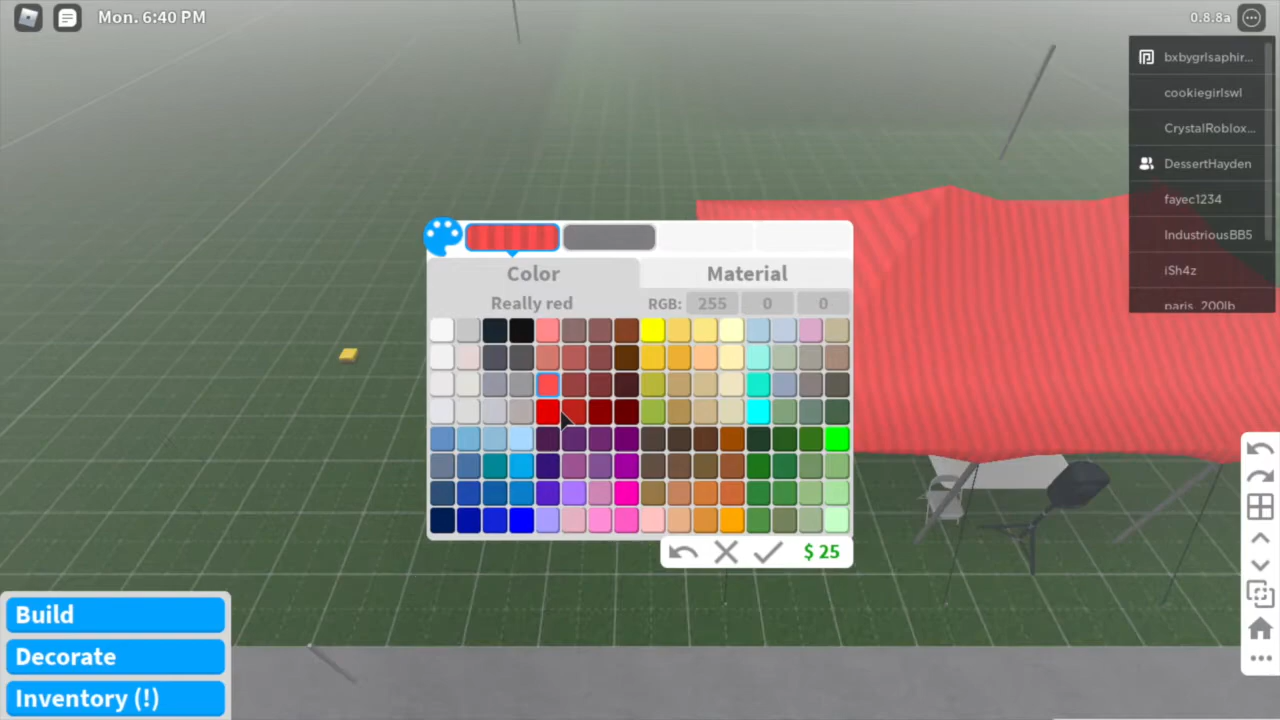 Mon. 6:40 PM
0.8.8a
bxbygrlsaphir...
cookiegirlswl
CrystalRoblox...
DessertHayden
fayec1234
IndustriousBB5
iSh4z
paris_200lb
Color
Material
Really red
RGB: 255 0 0
$ 25
Build
Decorate
Inventory (!)